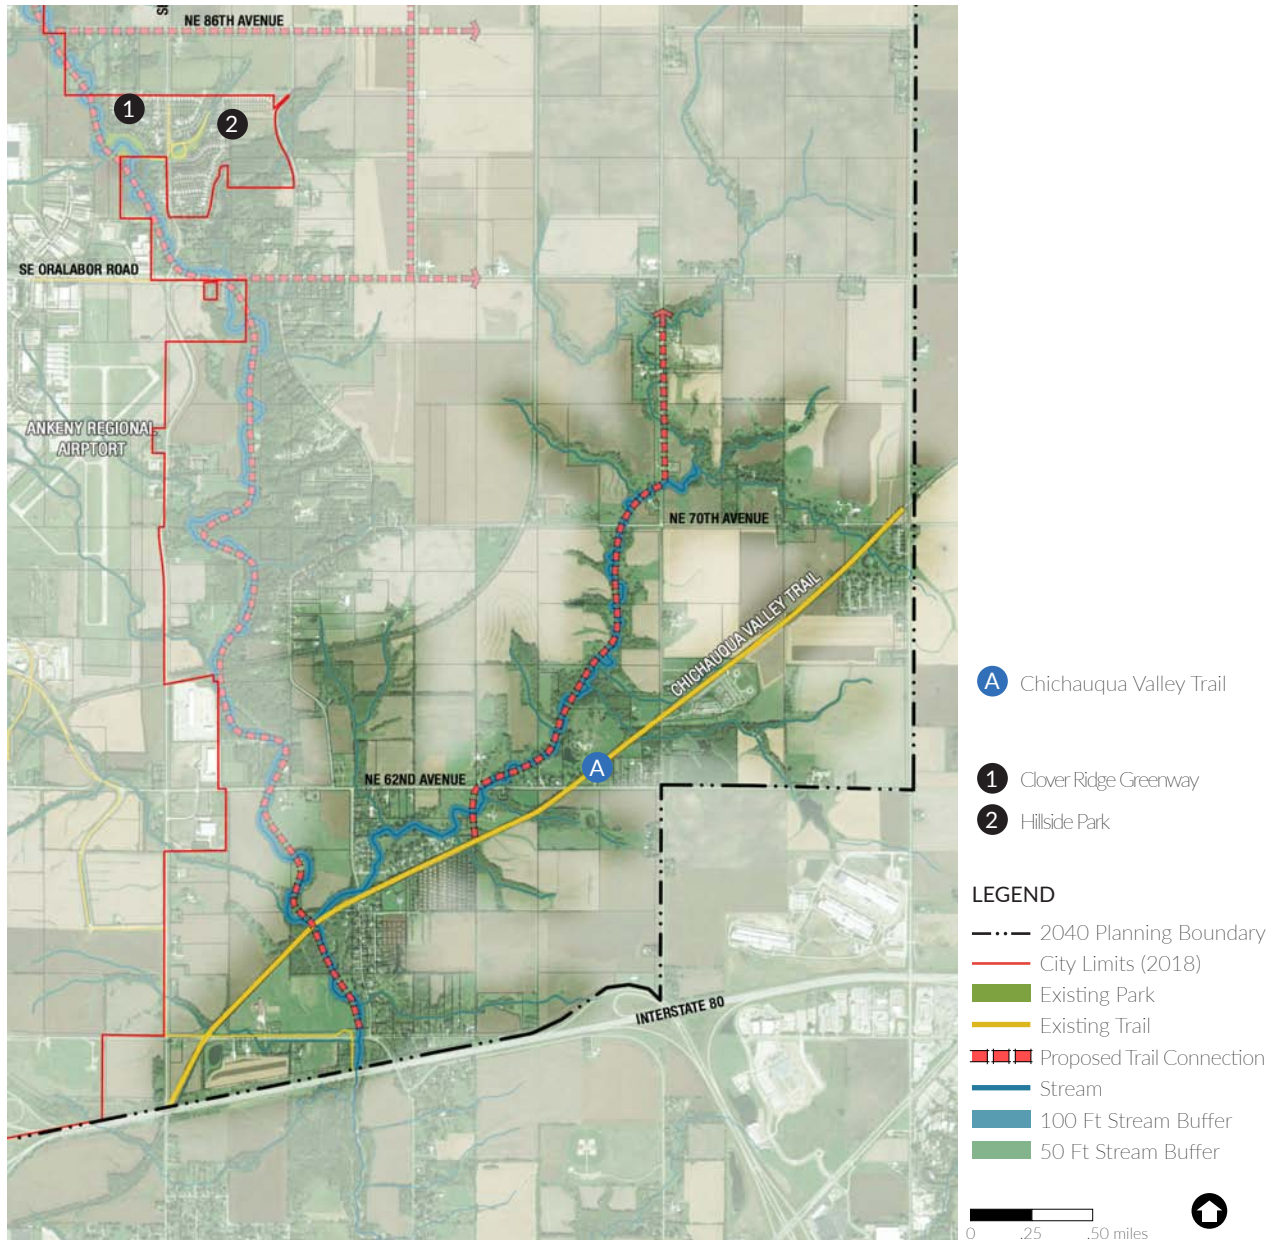 SI
NE 86TH AVENUE
1
2
SE ORALABOR ROAD
ANKENY REGIONAL
AIRPTORT
NE 70TH AVENUE
CHICHAUQUA VALLEY TRAIL
A
NE 62ND AVENUE
INTERSTATE 80
A Chichauqua Valley Trail
1 Clover Ridge Greenway
2 Hillside Park
LEGEND
2040 Planning Boundary
City Limits (2018)
Existing Park
Existing Trail
Proposed Trail Connection
Stream
100 Ft Stream Buffer
50 Ft Stream Buffer
0 .25 .50 miles